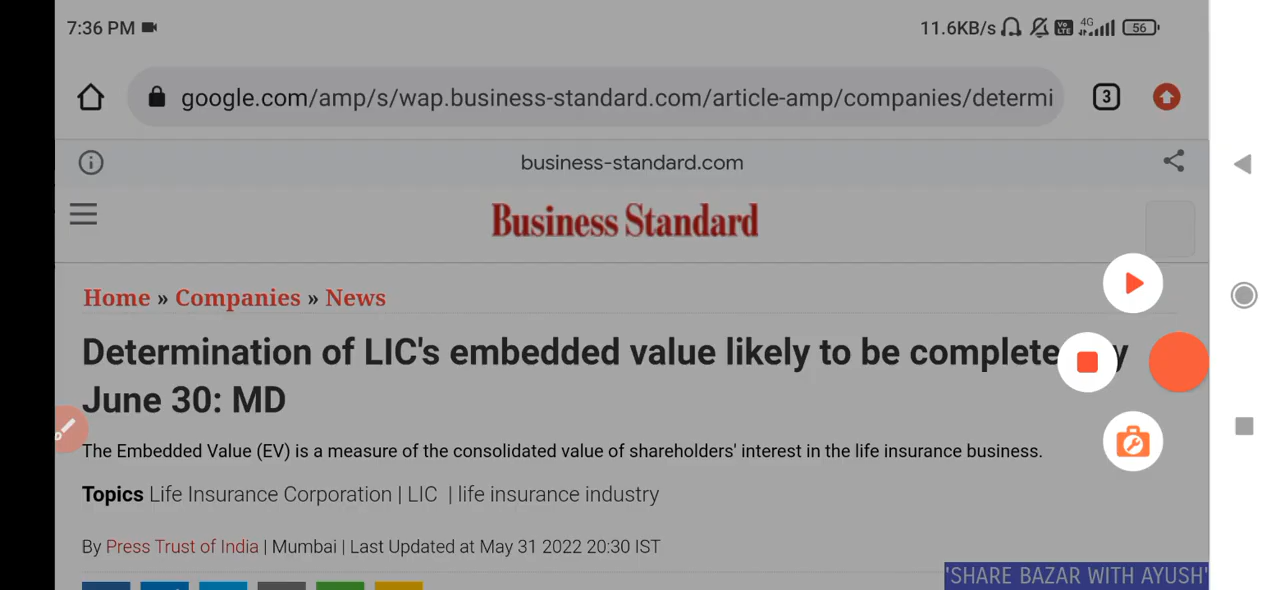 7:36 PM 11.6KB/s Vo LTE 4G 56
google.com/amp/s/wap.business-standard.com/article-amp/companies/determi 3
business-standard.com
Business Standard
Home » Companies » News
Determination of LIC's embedded value likely to be complete y
June 30: MD
The Embedded Value (EV) is a measure of the consolidated value of shareholders' interest in the life insurance business.
Topics Life Insurance Corporation | LIC | life insurance industry
By Press Trust of India | Mumbai | Last Updated at May 31 2022 20:30 IST
'SHARE BAZAR WITH AYUSH'